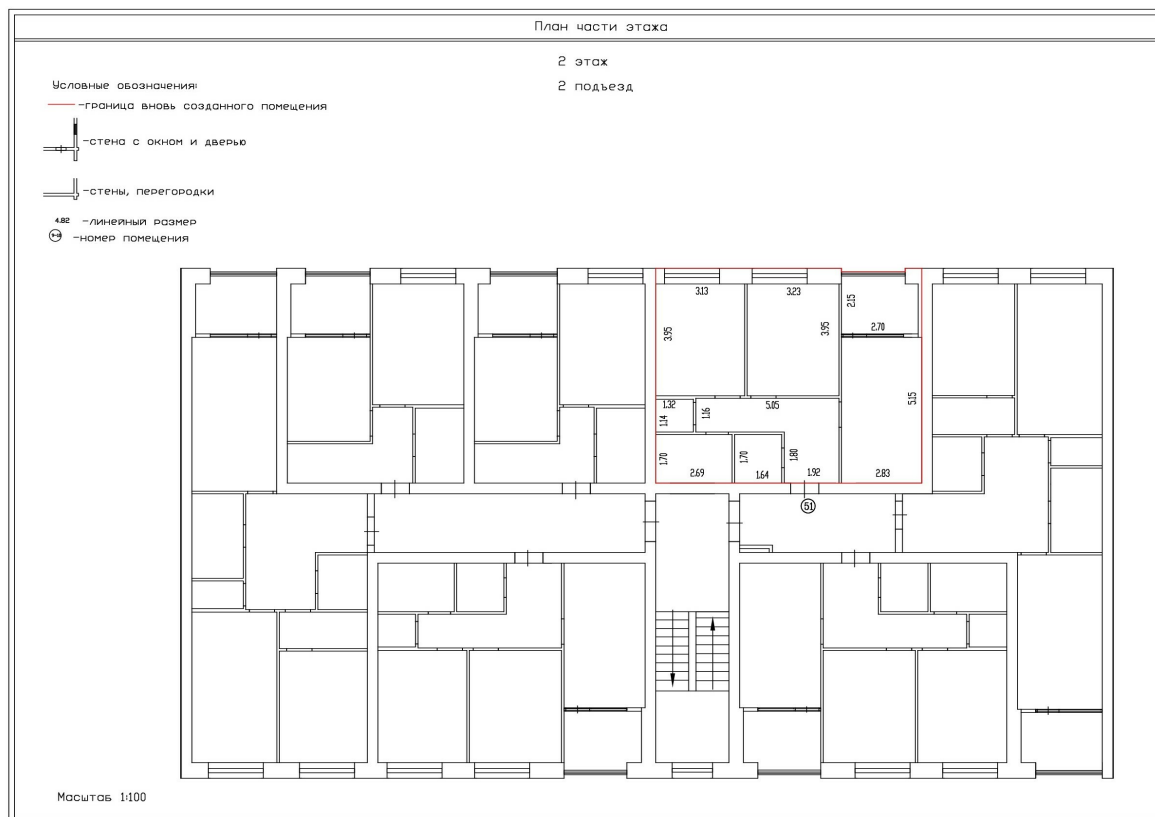 План части этажа
2 этаж
2 подъезд
Условные обозначения:
-граница вновь созданного помещения
-стена с окном и дверью
-стены, перегородки
4.82 -линейный размер
-номер помещения
3.13
3.23
2.15
2.70
3.95
3.95
5.15
1.32
1.14
1.16
5.05
1.70
2.69
1.70
1.64
1.80
1.92
2.83
51
Масштаб 1:100